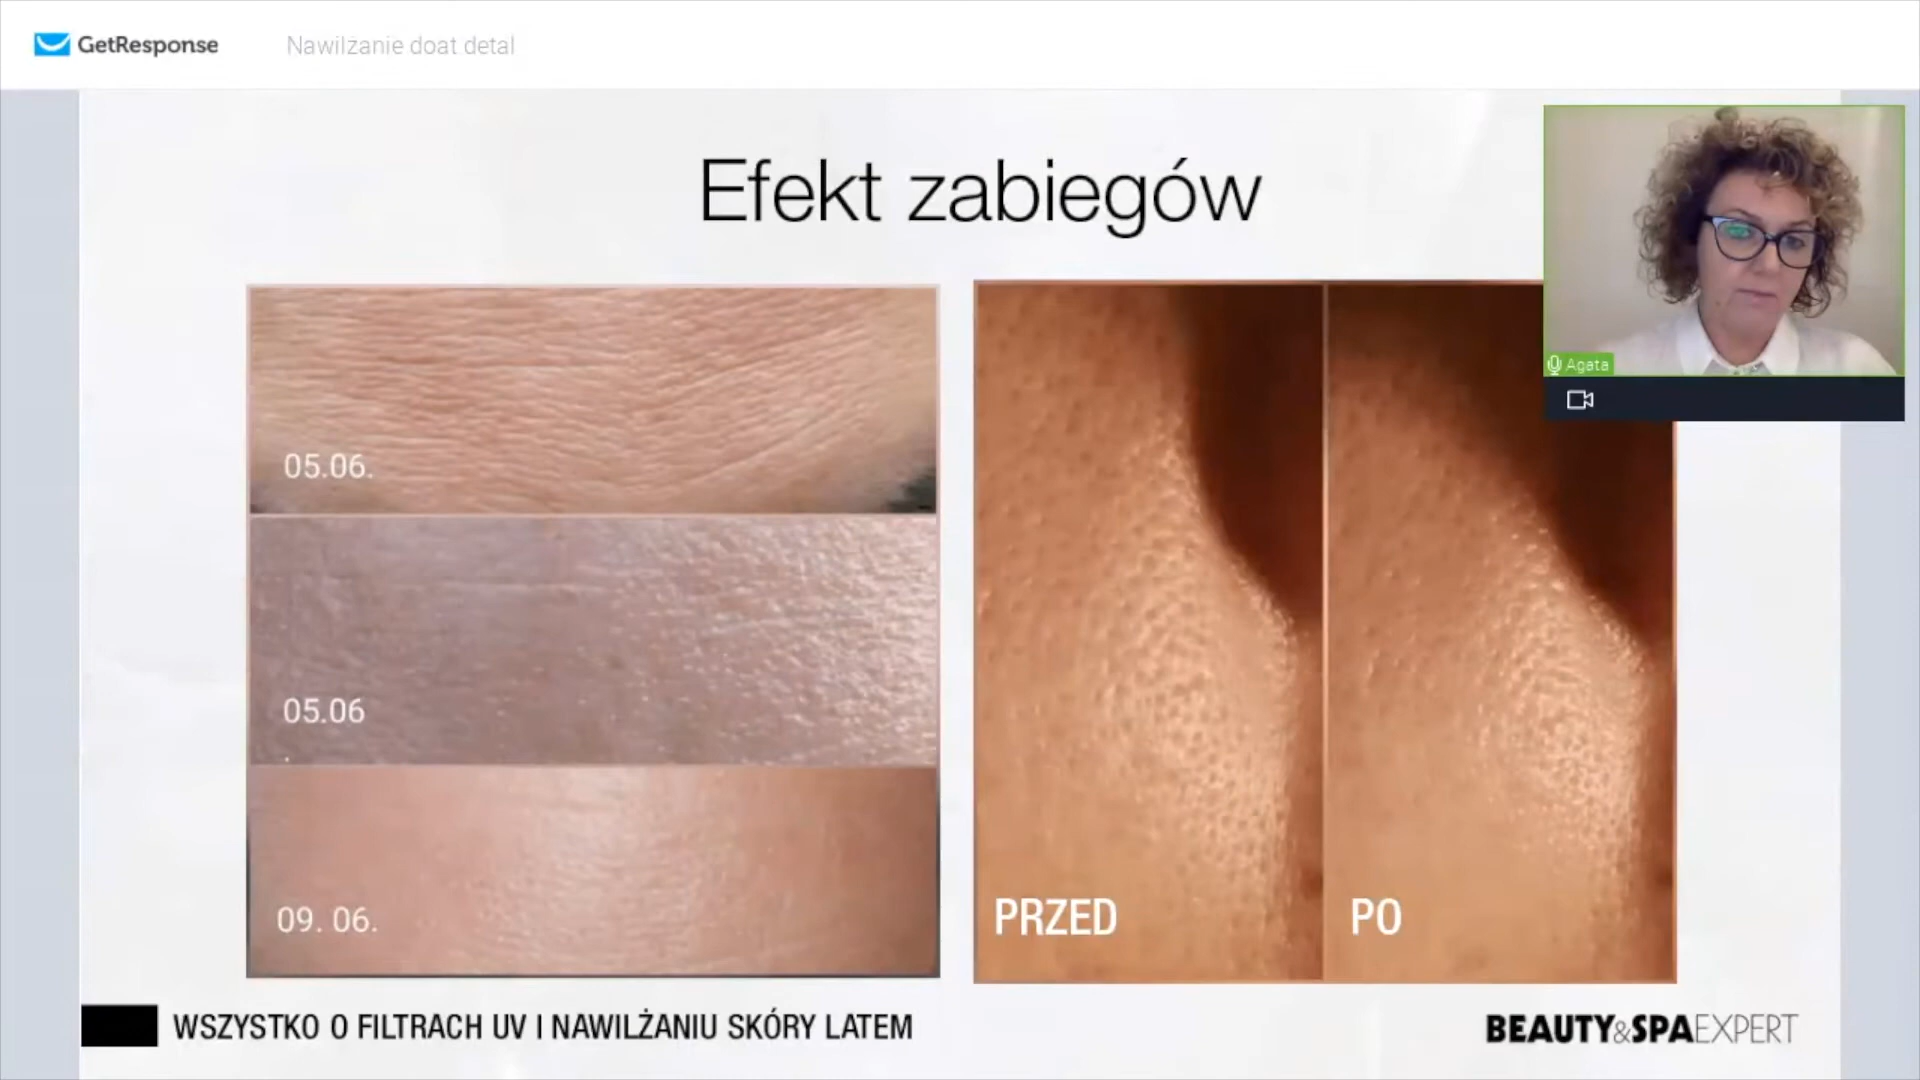 GetResponse
Nawilżanie doat detal
Efekt zabiegów
Agata
05.06.
05.06
09. 06.
PRZED
PO
WSZYSTKO O FILTRACH UV I NAWILŻANIU SKÓRY LATEM
BEAUTY&SPAEXPERT